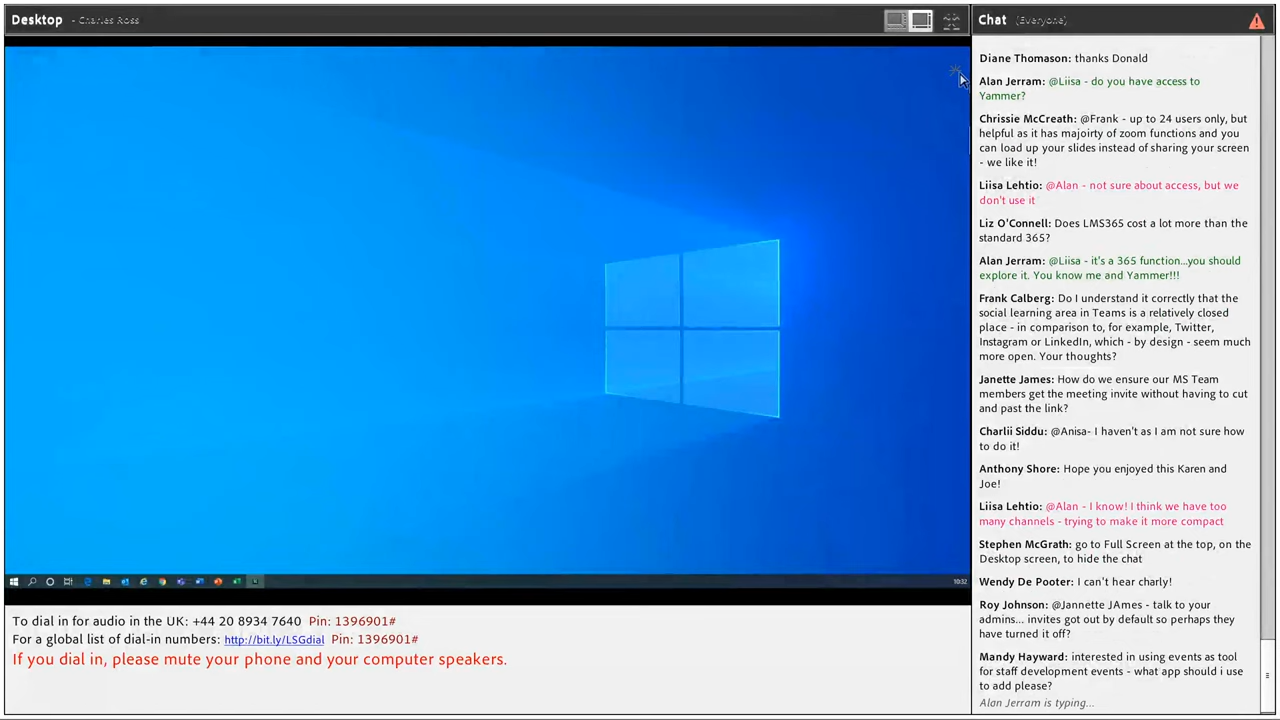 Desktop - Charles Ross
10:32
To dial in for audio in the UK: +44 20 8934 7640 Pin: 1396901#
For a global list of dial-in numbers: http://bit.ly/LSGdial Pin: 1396901#
If you dial in, please mute your phone and your computer speakers.
Chat (Everyone)
Diane Thomason: thanks Donald
Alan Jerram: @Liisa - do you have access to
Yammer?
Chrissie McCreath: @Frank - up to 24 users only, but
helpful as it has majoirty of zoom functions and you
can load up your slides instead of sharing your screen
- we like it!
Liisa Lehtio: @Alan - not sure about access, but we
don't use it
Liz O'Connell: Does LMS365 cost a lot more than the
standard 365?
Alan Jerram: @Liisa - it's a 365 function...you should
explore it. You know me and Yammer!!!
Frank Calberg: Do I understand it correctly that the
social learning area in Teams is a relatively closed
place - in comparison to, for example, Twitter,
Instagram or LinkedIn, which - by design - seem much
more open. Your thoughts?
Janette James: How do we ensure our MS Team
members get the meeting invite without having to cut
and past the link?
Charlii Siddu: @Anisa- I haven't as I am not sure how
to do it!
Anthony Shore: Hope you enjoyed this Karen and
Joe!
Liisa Lehtio: @Alan - I know! I think we have too
many channels - trying to make it more compact
Stephen McGrath: go to Full Screen at the top, on the
Desktop screen, to hide the chat
Wendy De Pooter: I can't hear charly!
Roy Johnson: @Jannette JAmes - talk to your
admins... invites got out by default so perhaps they
have turned it off?
Mandy Hayward: interested in using events as tool
for staff development events - what app should i use
to add please?
Alan Jerram is typing...